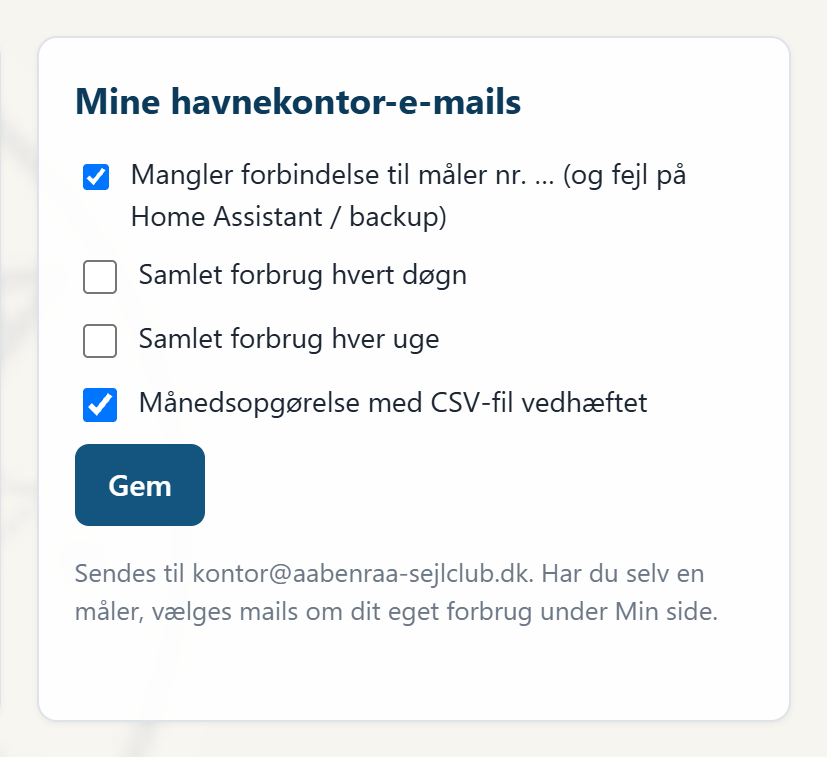 Mine havnekontor-e-mails
Mangler forbindelse til måler nr. ... (og fejl på
Home Assistant / backup)
Samlet forbrug hvert døgn
Samlet forbrug hver uge
Månedsopgørelse med CSV-fil vedhæftet
Gem
Sendes til kontor@aabenraa-sejlclub.dk. Har du selv en
måler, vælges mails om dit eget forbrug under Min side.